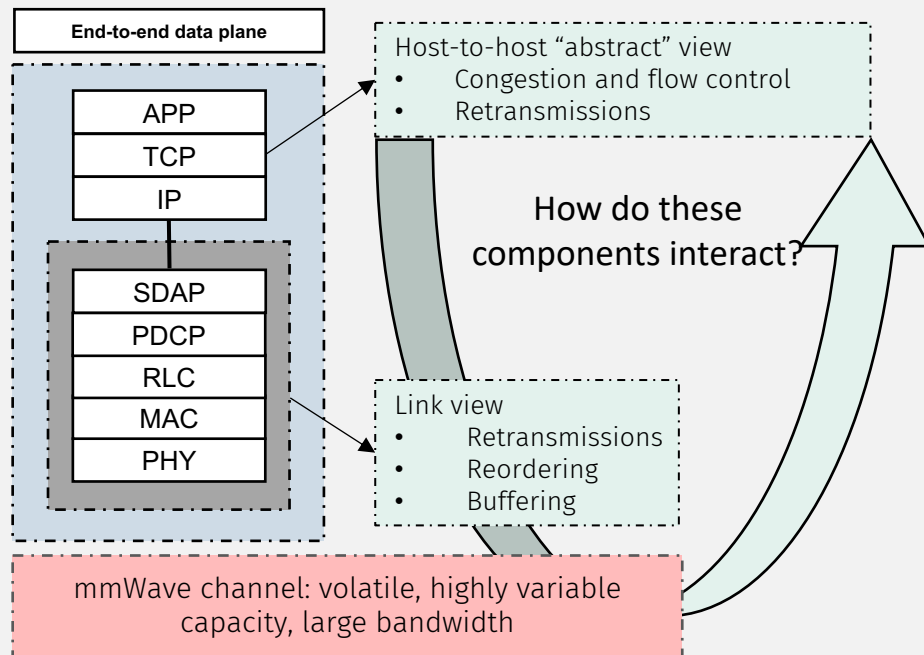 End-to-end data plane
APP
TCP
IP
SDAP
PDCP
RLC
MAC
PHY
Host-to-host “abstract” view
• Congestion and flow control
• Retransmissions
How do these
components interact?
Link view
• Retransmissions
• Reordering
• Buffering
mmWave channel: volatile, highly variable
capacity, large bandwidth